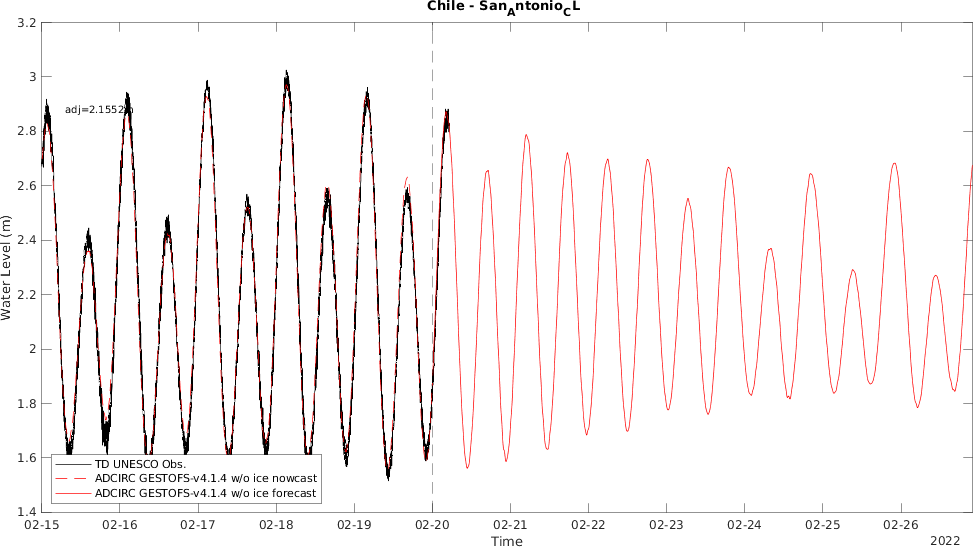 Chile - SanAntonioCL
3.2
3
2.8
2.6
2.4
2.2
2
1.8
1.6
1.4
Water Level (m)
adj=2.1552m
TD UNESCO Obs.
ADCIRC GESTOFS-v4.1.4 w/o ice nowcast
ADCIRC GESTOFS-v4.1.4 w/o ice forecast
02-15 02-16 02-17 02-18 02-19 02-20 02-21 02-22 02-23 02-24 02-25 02-26
Time
2022